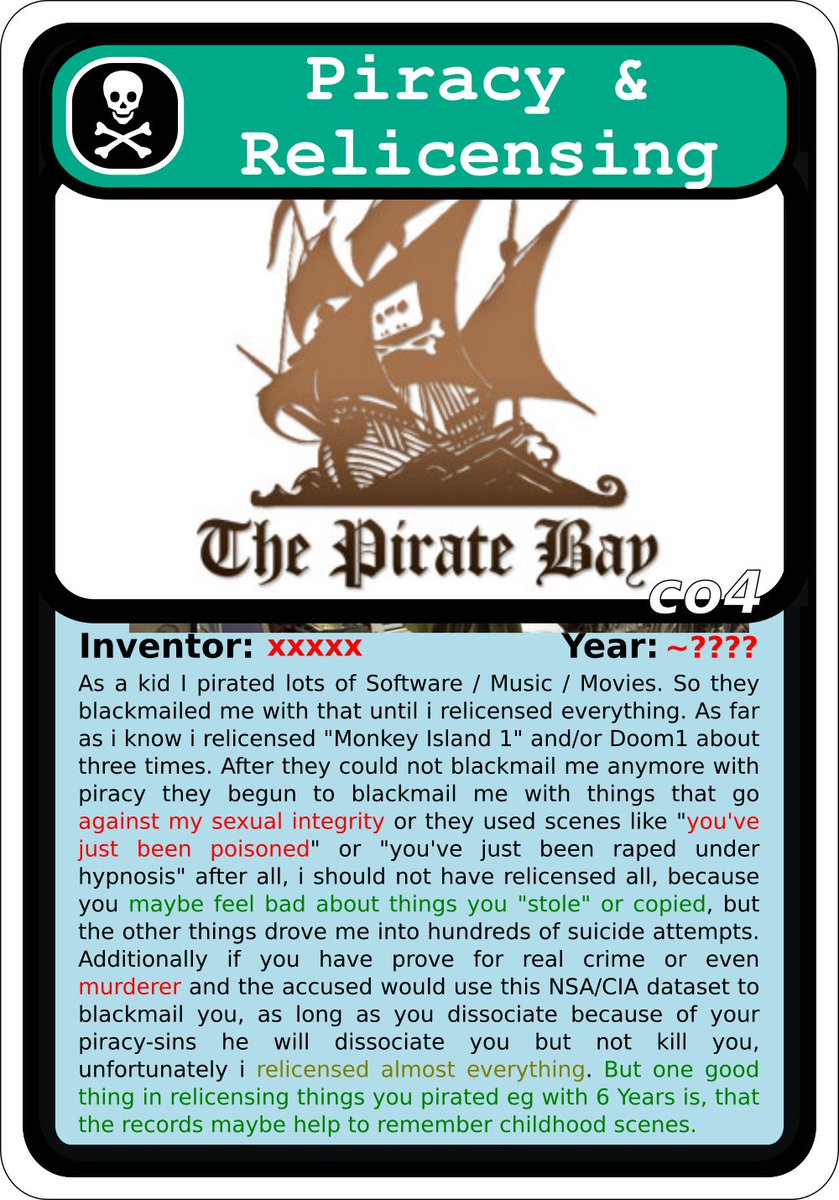 Piracy &
Relicensing
The Pirate Bay
co4
Inventor: xxxxx Year: ~????
As a kid I pirated lots of Software / Music / Movies. So they
blackmailed me with that until i relicensed everything. As far
as i know i relicensed "Monkey Island 1" and/or Doom1 about
three times. After they could not blackmail me anymore with
piracy they begun to blackmail me with things that go
against my sexual integrity or they used scenes like "you've
just been poisoned" or "you've just been raped under
hypnosis" after all, i should not have relicensed all, because
you maybe feel bad about things you "stole" or copied, but
the other things drove me into hundreds of suicide attempts.
Additionally if you have prove for real crime or even
murderer and the accused would use this NSA/CIA dataset to
blackmail you, as long as you dissociate because of your
piracy-sins he will dissociate you but not kill you,
unfortunately i relicensed almost everything. But one good
thing in relicensing things you pirated eg with 6 Years is, that
the records maybe help to remember childhood scenes.